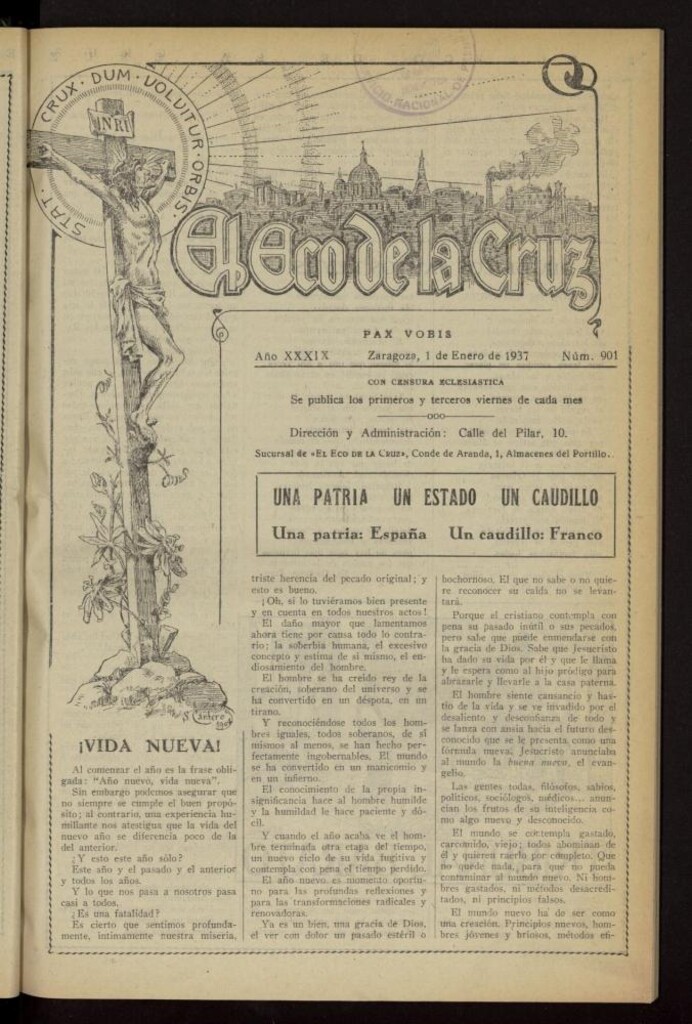 STAT · CRUX · DUM · VOLVITUR · ORBIS ·
INRI
El Eco de la Cruz
PAX VOBIS
Año XXXIX Zaragoza, 1 de Enero de 1937 Núm. 901
CON CENSURA ECLESIASTICA
Se publica los primeros y terceros viernes de cada mes
Dirección y Administración: Calle del Pilar, 10.
Sucursal de «EL ECO DE LA CRUZ», Conde de Aranda, 1, Almacenes del Portillo.
UNA PATRIA UN ESTADO UN CAUDILLO
Una patria: España Un caudillo: Franco
¡VIDA NUEVA!
Al comenzar el año es la frase obli-
gada: "Año nuevo, vida nueva".
Sin embargo podemos asegurar que
no siempre se cumple el buen propó-
sito; al contrario, una experiencia hu-
millante nos atestigua que la vida del
nuevo año se diferencia poco de la
del anterior.
¿Y esto este año sólo?
Este año y el pasado y el anterior
y todos los años.
Y lo que nos pasa a nosotros pasa
casi a todos.
¿Es una fatalidad?
Es cierto que sentimos profunda-
mente, íntimamente nuestra miseria,
triste herencia del pecado original; y
esto es bueno.
¡Oh, si lo tuviéramos bien presente
y en cuenta en todos nuestros actos!
El daño mayor que lamentamos
ahora tiene por causa todo lo contra-
rio; la soberbia humana, el excesivo
concepto y estima de sí mismo, el en-
diosamiento del hombre.
El hombre se ha creído rey de la
creación, soberano del universo y se
ha convertido en un déspota, en un
tirano.
Y reconociéndose todos los hom-
bres iguales, todos soberanos, de sí
mismos al menos, se han hecho per-
fectamente ingobernables. El mundo
se ha convertido en un manicomio y
en un infierno.
El conocimiento de la propia in-
significancia hace al hombre humilde
y la humildad le hace paciente y dó-
cil.
Y cuando el año acaba ve el hom-
bre terminada otra etapa del tiempo,
un nuevo ciclo de su vida fugitiva y
contempla con pena el tiempo perdido.
El año nuevo es momento oportu-
no para las profundas reflexiones y
para las transformaciones radicales y
renovadoras.
Ya es un bien, una gracia de Dios,
el ver con dolor un pasado estéril o
bochornoso. El que no sabe o no quie-
re reconocer su caída no se levan-
tará.
Porque el cristiano contempla con
pena su pasado inútil o sus pecados,
pero sabe que puede enmendarse con
la gracia de Dios. Sabe que Jesucristo
ha dado su vida por él y que le llama
y le espera como al hijo pródigo para
abrazarle y llevarle a la casa paterna.
El hombre siente cansancio y has-
tío de la vida y se ve invadido por el
desaliento y desconfianza de todo y
se lanza con ansia hacia el futuro des-
conocido que se le presenta como una
fórmula nueva. Jesucristo anunciaba
al mundo la buena nueva, el evan-
gelio.
Las gentes todas, filósofos, sabios,
políticos, sociólogos, médicos... anun-
cian los frutos de su inteligencia co-
mo algo nuevo y desconocido.
El mundo se contempla gastado,
carcomido, viejo; todos abominan de
él y quieren raerlo por completo. Que
no quede nada, para que no pueda
contaminar al mundo nuevo. Ni hom-
bres gastados, ni métodos desacredi-
tados, ni principios falsos.
El mundo nuevo ha de ser como
una creación. Principios nuevos, hom-
bres jóvenes y briosos, métodos efi-